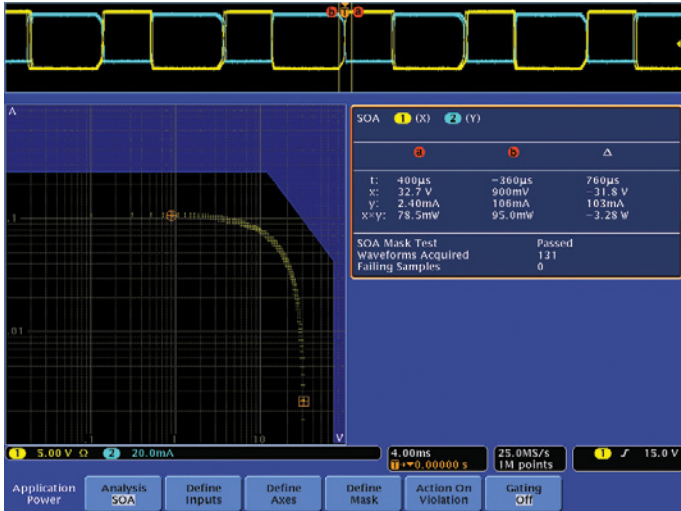 b T a
A
.1
.01
.1 1 10 V
SOA 1 (X) 2 (Y)
a b Δ
t: 400µs −360µs 760µs
x: 32.7 V 900mV −31.8 V
y: 2.40mA 106mA 103mA
x×y: 78.5mW 95.0mW −3.28 W
SOA Mask Test Passed
Waveforms Acquired 131
Failing Samples 0
1 5.00 V Ω 2 20.0mA
4.00ms
T→▼0.00000 s
25.0MS/s
1M points
1 ʃ 15.0 V
Application
Power
Analysis
SOA
Define
Inputs
Define
Axes
Define
Mask
Action On
Violation
Gating
Off